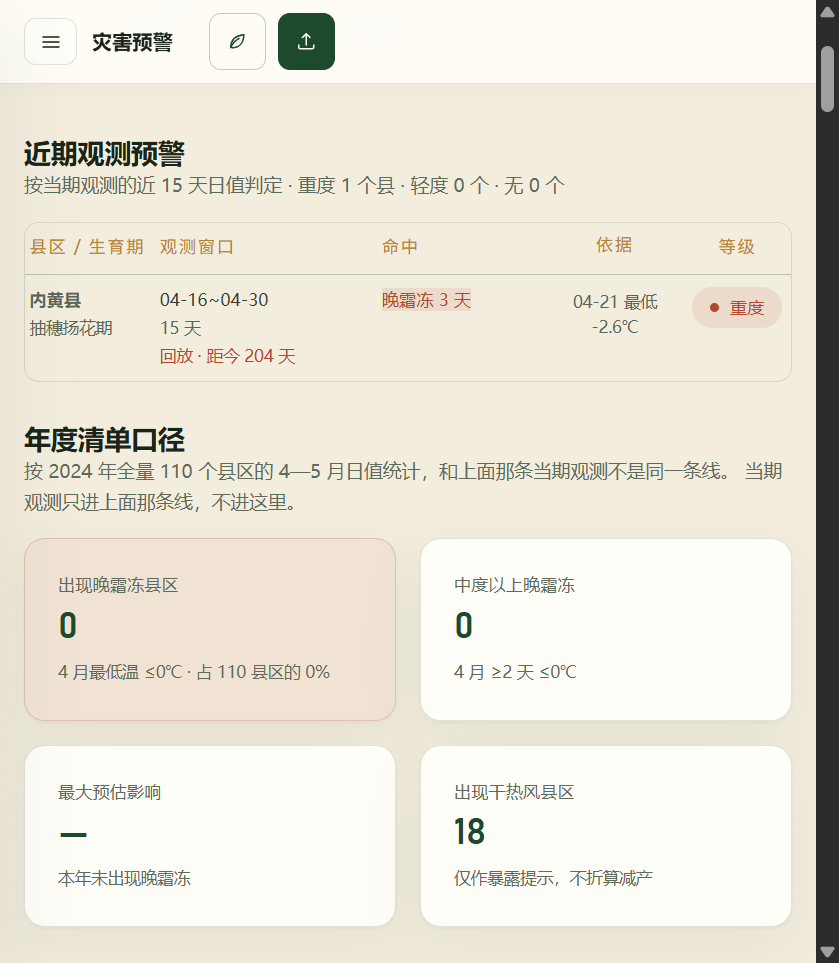 灾害预警
近期观测预警
按当期观测的近 15 天日值判定 · 重度 1 个县 · 轻度 0 个 · 无 0 个
县区 / 生育期 观测窗口 命中 依据 等级
内黄县 04-16~04-30 晚霜冻 3 天 04-21 最低 重度
抽穗扬花期 15 天 -2.6℃
回放 · 距今 204 天
年度清单口径
按 2024 年全量 110 个县区的 4—5 月日值统计，和上面那条当期观测不是同一条线。 当期
观测只进上面那条线，不进这里。
出现晚霜冻县区
0
4 月最低温 ≤0℃ · 占 110 县区的 0%
中度以上晚霜冻
0
4 月 ≥2 天 ≤0℃
最大预估影响
—
本年未出现晚霜冻
出现干热风县区
18
仅作暴露提示，不折算减产